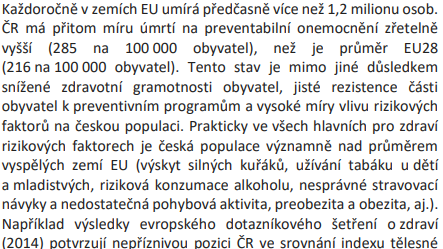 Každoročně v zemích EU umírá předčasně více než 1,2 milionu osob.
ČR má přitom míru úmrtí na preventabilní onemocnění zřetelně
vyšší (285 na 100 000 obyvatel), než je průměr EU28
(216 na 100 000 obyvatel). Tento stav je mimo jiné důsledkem
snížené zdravotní gramotnosti obyvatel, jisté rezistence části
obyvatel k preventivním programům a vysoké míry vlivu rizikových
faktorů na českou populaci. Prakticky ve všech hlavních pro zdraví
rizikových faktorech je česká populace významně nad průměrem
vyspělých zemí EU (výskyt silných kuřáků, užívání tabáku u dětí
a mladistvých, riziková konzumace alkoholu, nesprávné stravovací
návyky a nedostatečná pohybová aktivita, preobezita a obezita, aj.).
Například výsledky evropského dotazníkového šetření o zdraví
(2014) potvrzují nepříznivou pozici ČR ve srovnání indexu tělesné